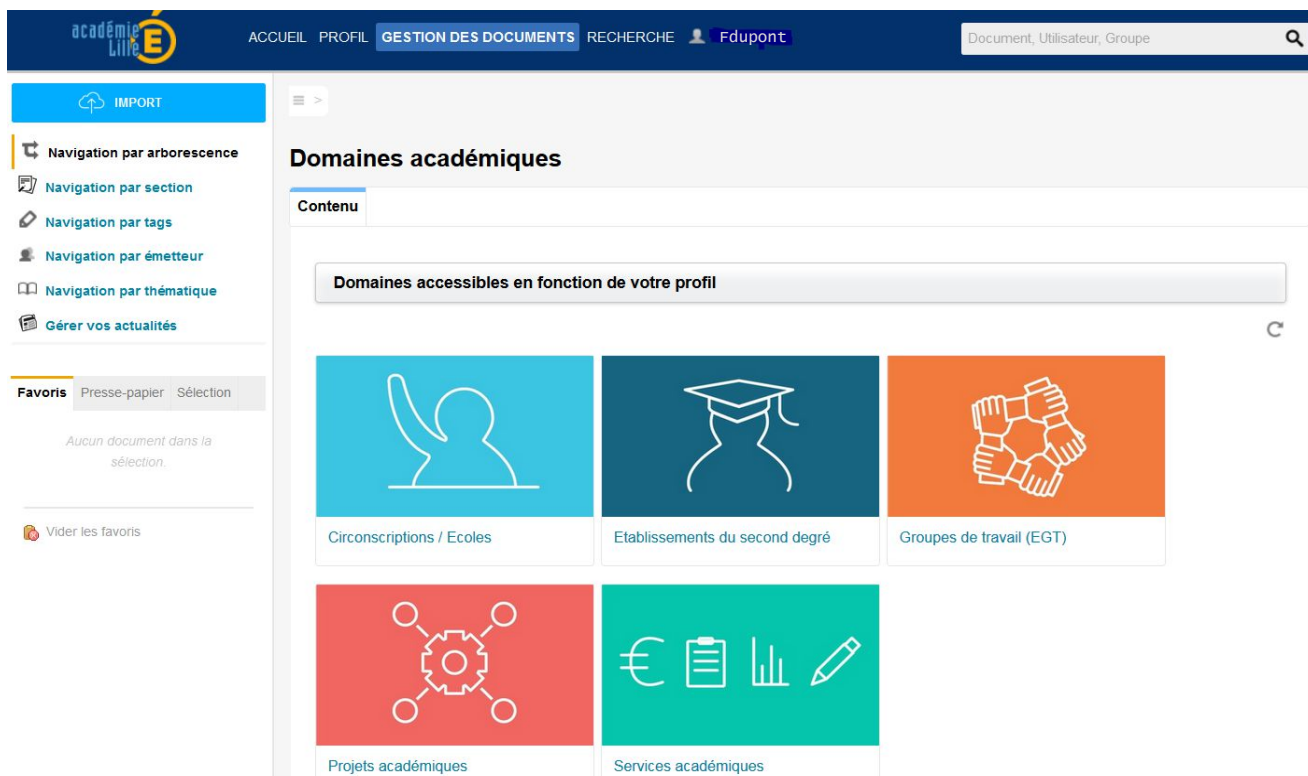 académie
Lille
É
ACCUEIL PROFIL GESTION DES DOCUMENTS RECHERCHE Fdupont
Document, Utilisateur, Groupe
IMPORT
>
Navigation par arborescence
Navigation par section
Navigation par tags
Navigation par émetteur
Navigation par thématique
Gérer vos actualités
Favoris Presse-papier Sélection
Aucun document dans la
sélection.
Vider les favoris
Domaines académiques
Contenu
Domaines accessibles en fonction de votre profil
Circonscriptions / Ecoles
Etablissements du second degré
Groupes de travail (EGT)
€
Projets académiques
Services académiques